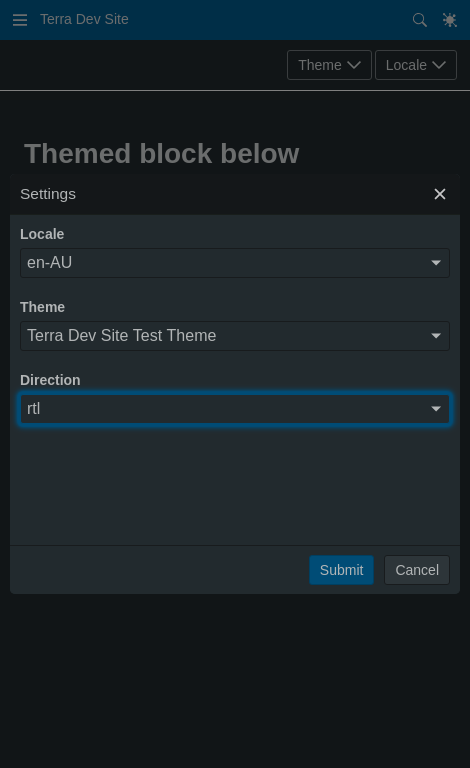 Terra Dev Site
Theme
Locale
Themed block below
Settings
Locale
en-AU
Theme
Terra Dev Site Test Theme
Direction
rtl
Submit
Cancel